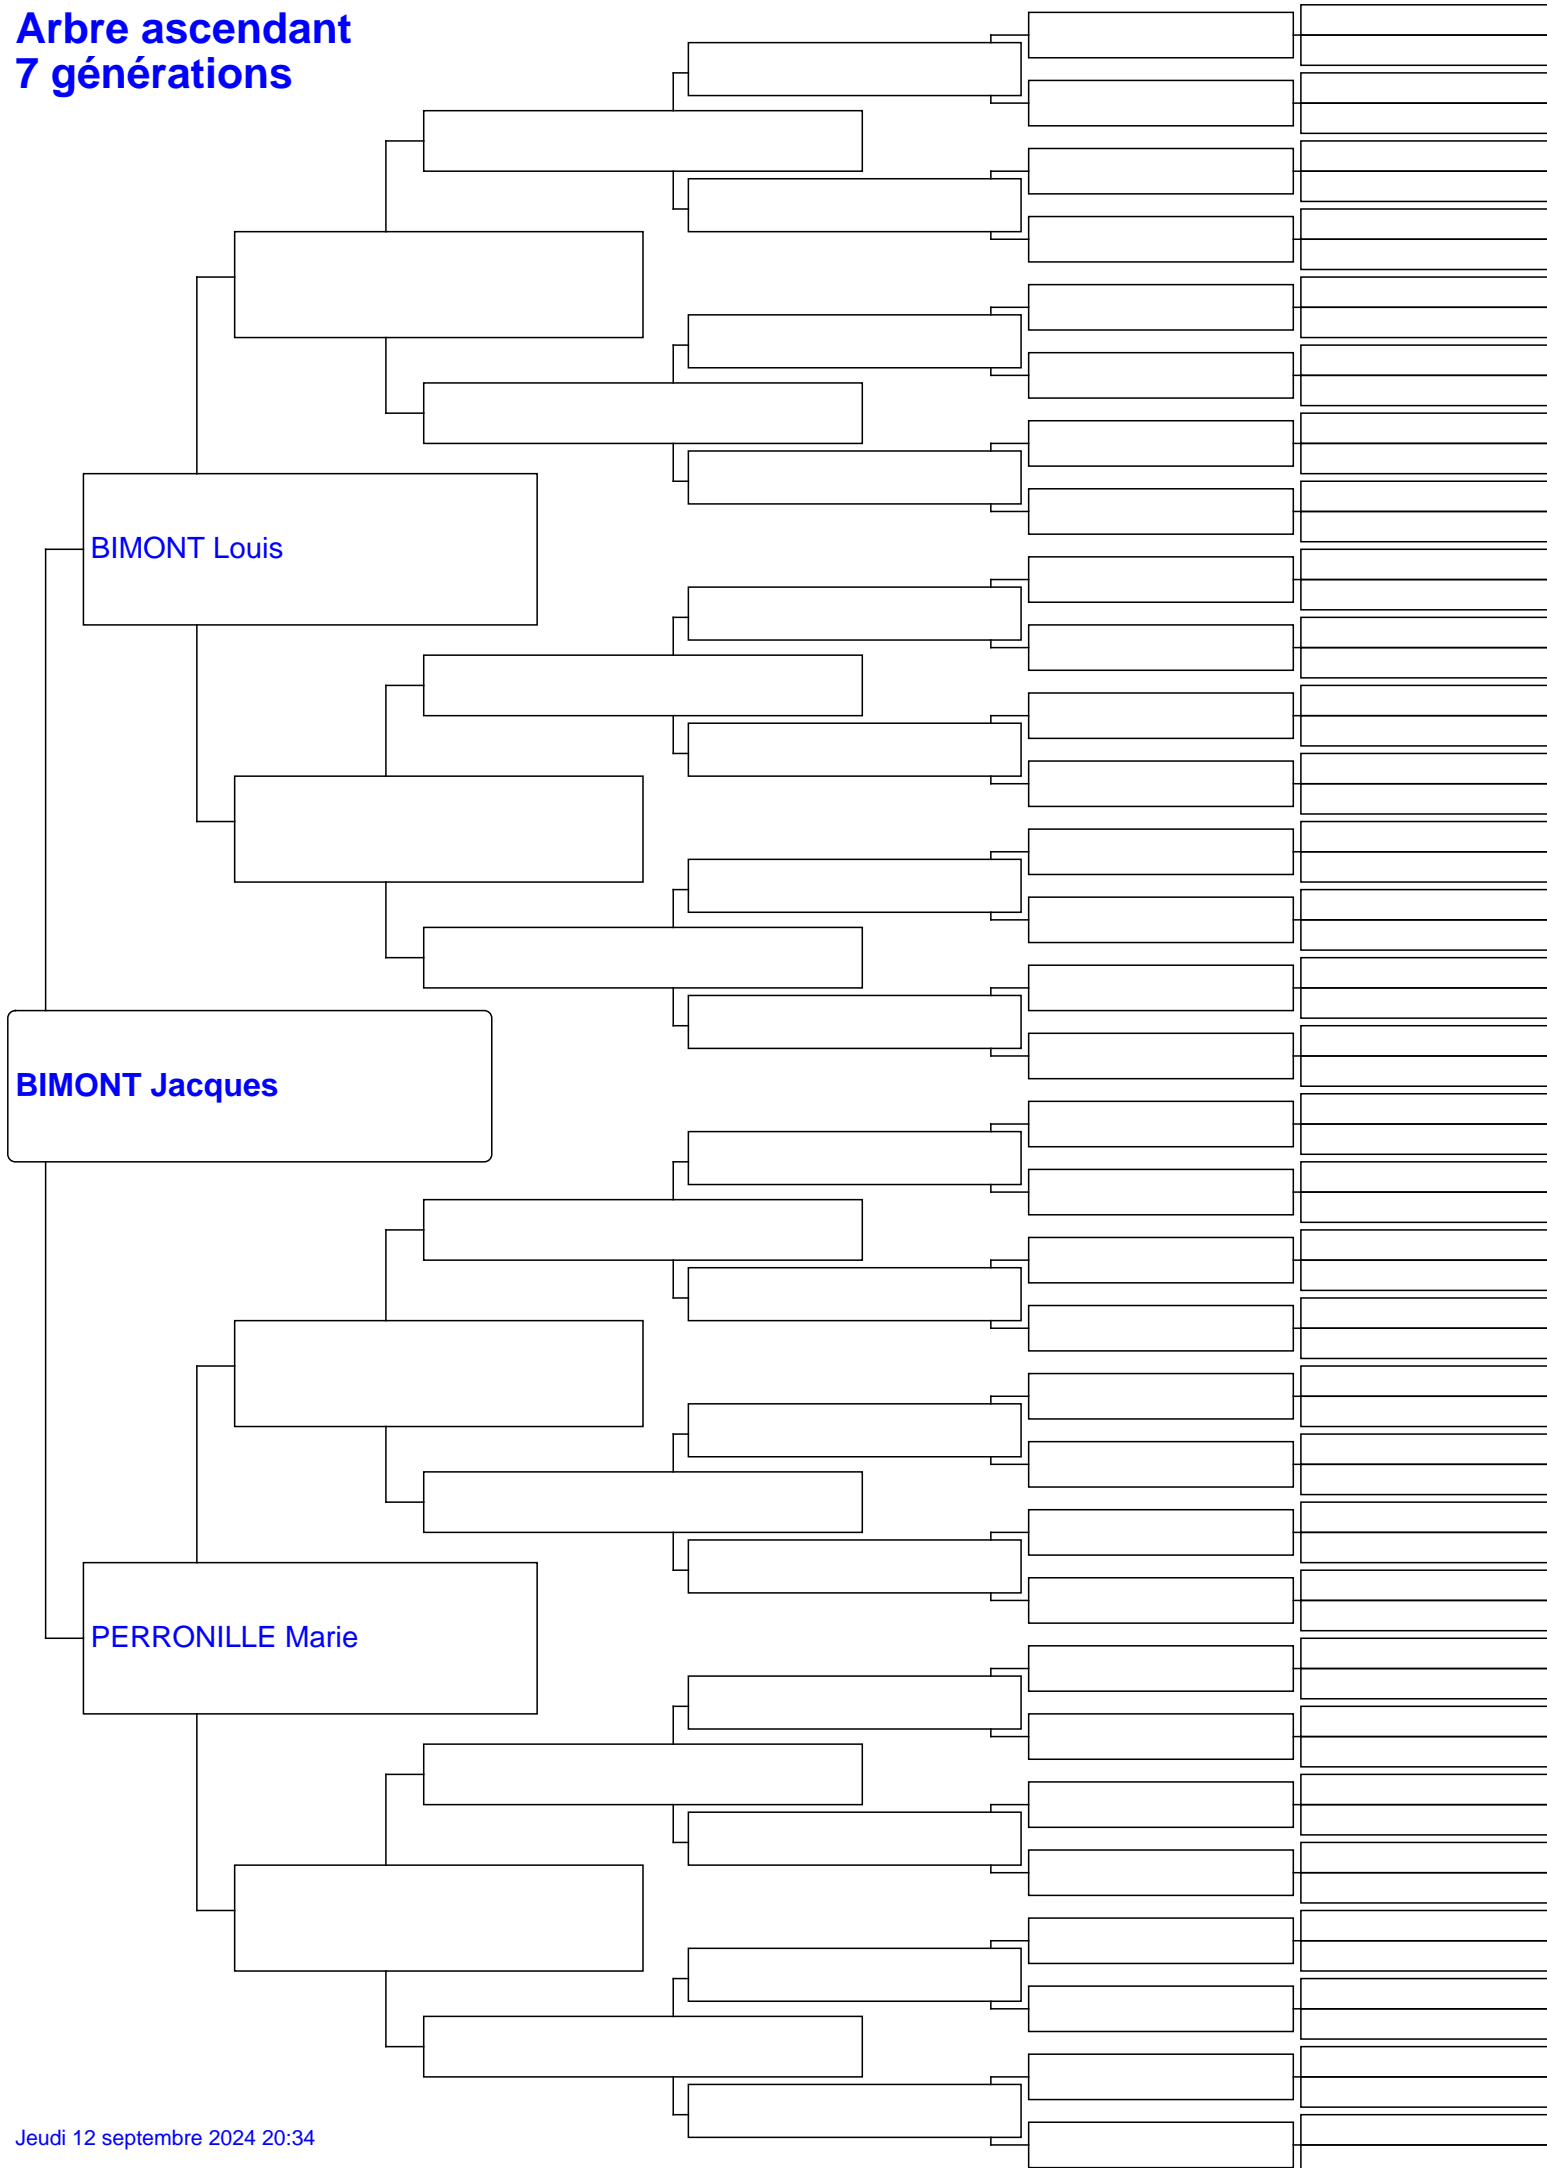 Arbre ascendant
7 générations
BIMONT Louis
BIMONT Jacques
PERRONILLE Marie
Jeudi 12 septembre 2024 20:34